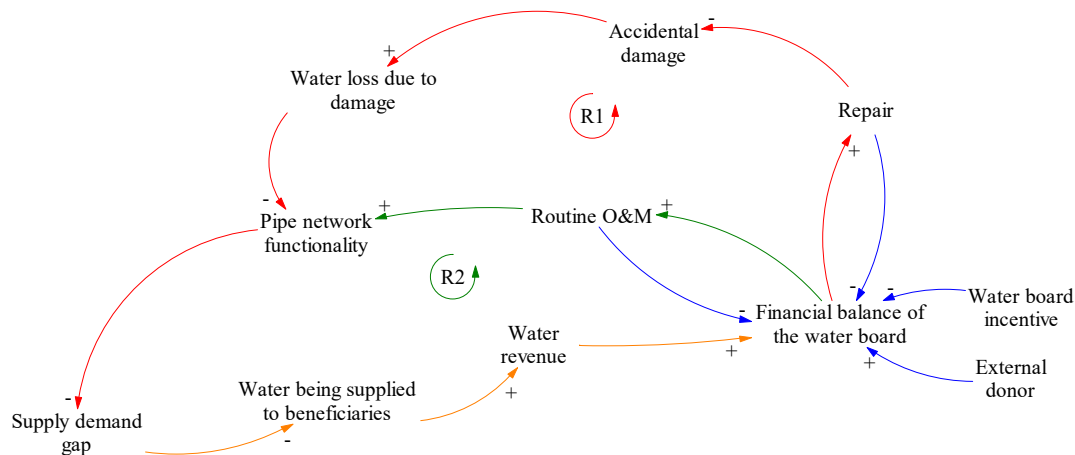 Accidental
damage
-
+
Water loss due to
damage
R1
Repair
+
-
+
Routine O&M
+
Pipe network
functionality
R2
-
-
-
Water board
incentive
Financial balance of
the water board
Water
revenue
+
+
External
donor
-
Water being supplied
to beneficiaries
+
Supply demand
gap
-